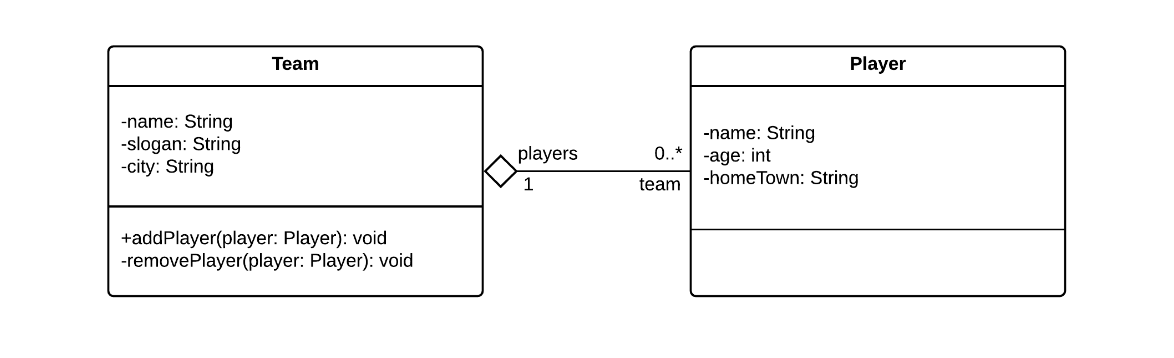 Team
-name: String
-slogan: String
-city: String
+addPlayer(player: Player): void
-removePlayer(player: Player): void
players
1
0..*
team
Player
-name: String
-age: int
-homeTown: String